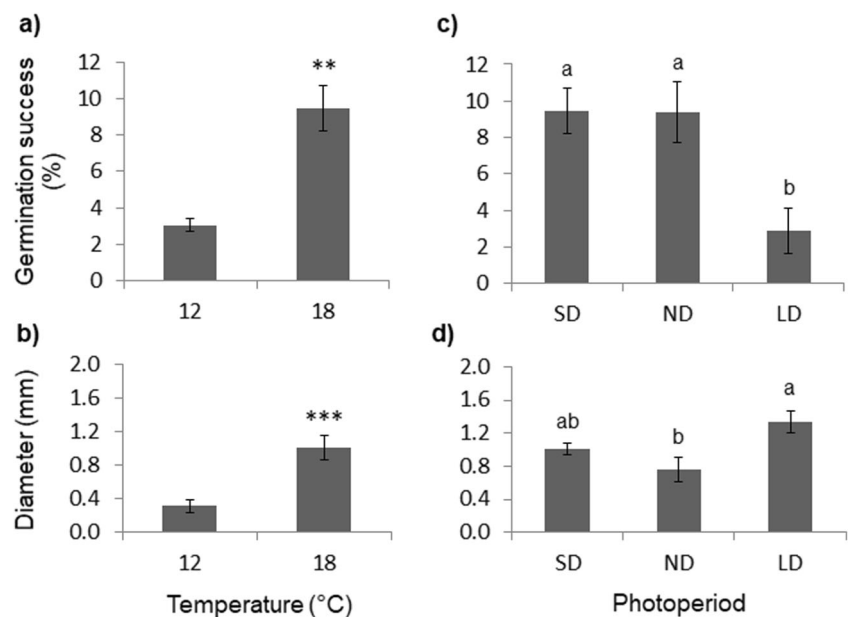 a)
Germination success
(%)
12
10
8
6
4
2
0
**
12
18
c)
12
10
8
6
4
2
0
a
a
b
SD
ND
LD
b)
Diameter (mm)
2.0
1.6
1.2
0.8
0.4
0.0
***
12
18
Temperature (°C)
d)
2.0
1.6
1.2
0.8
0.4
0.0
ab
b
a
SD
ND
LD
Photoperiod